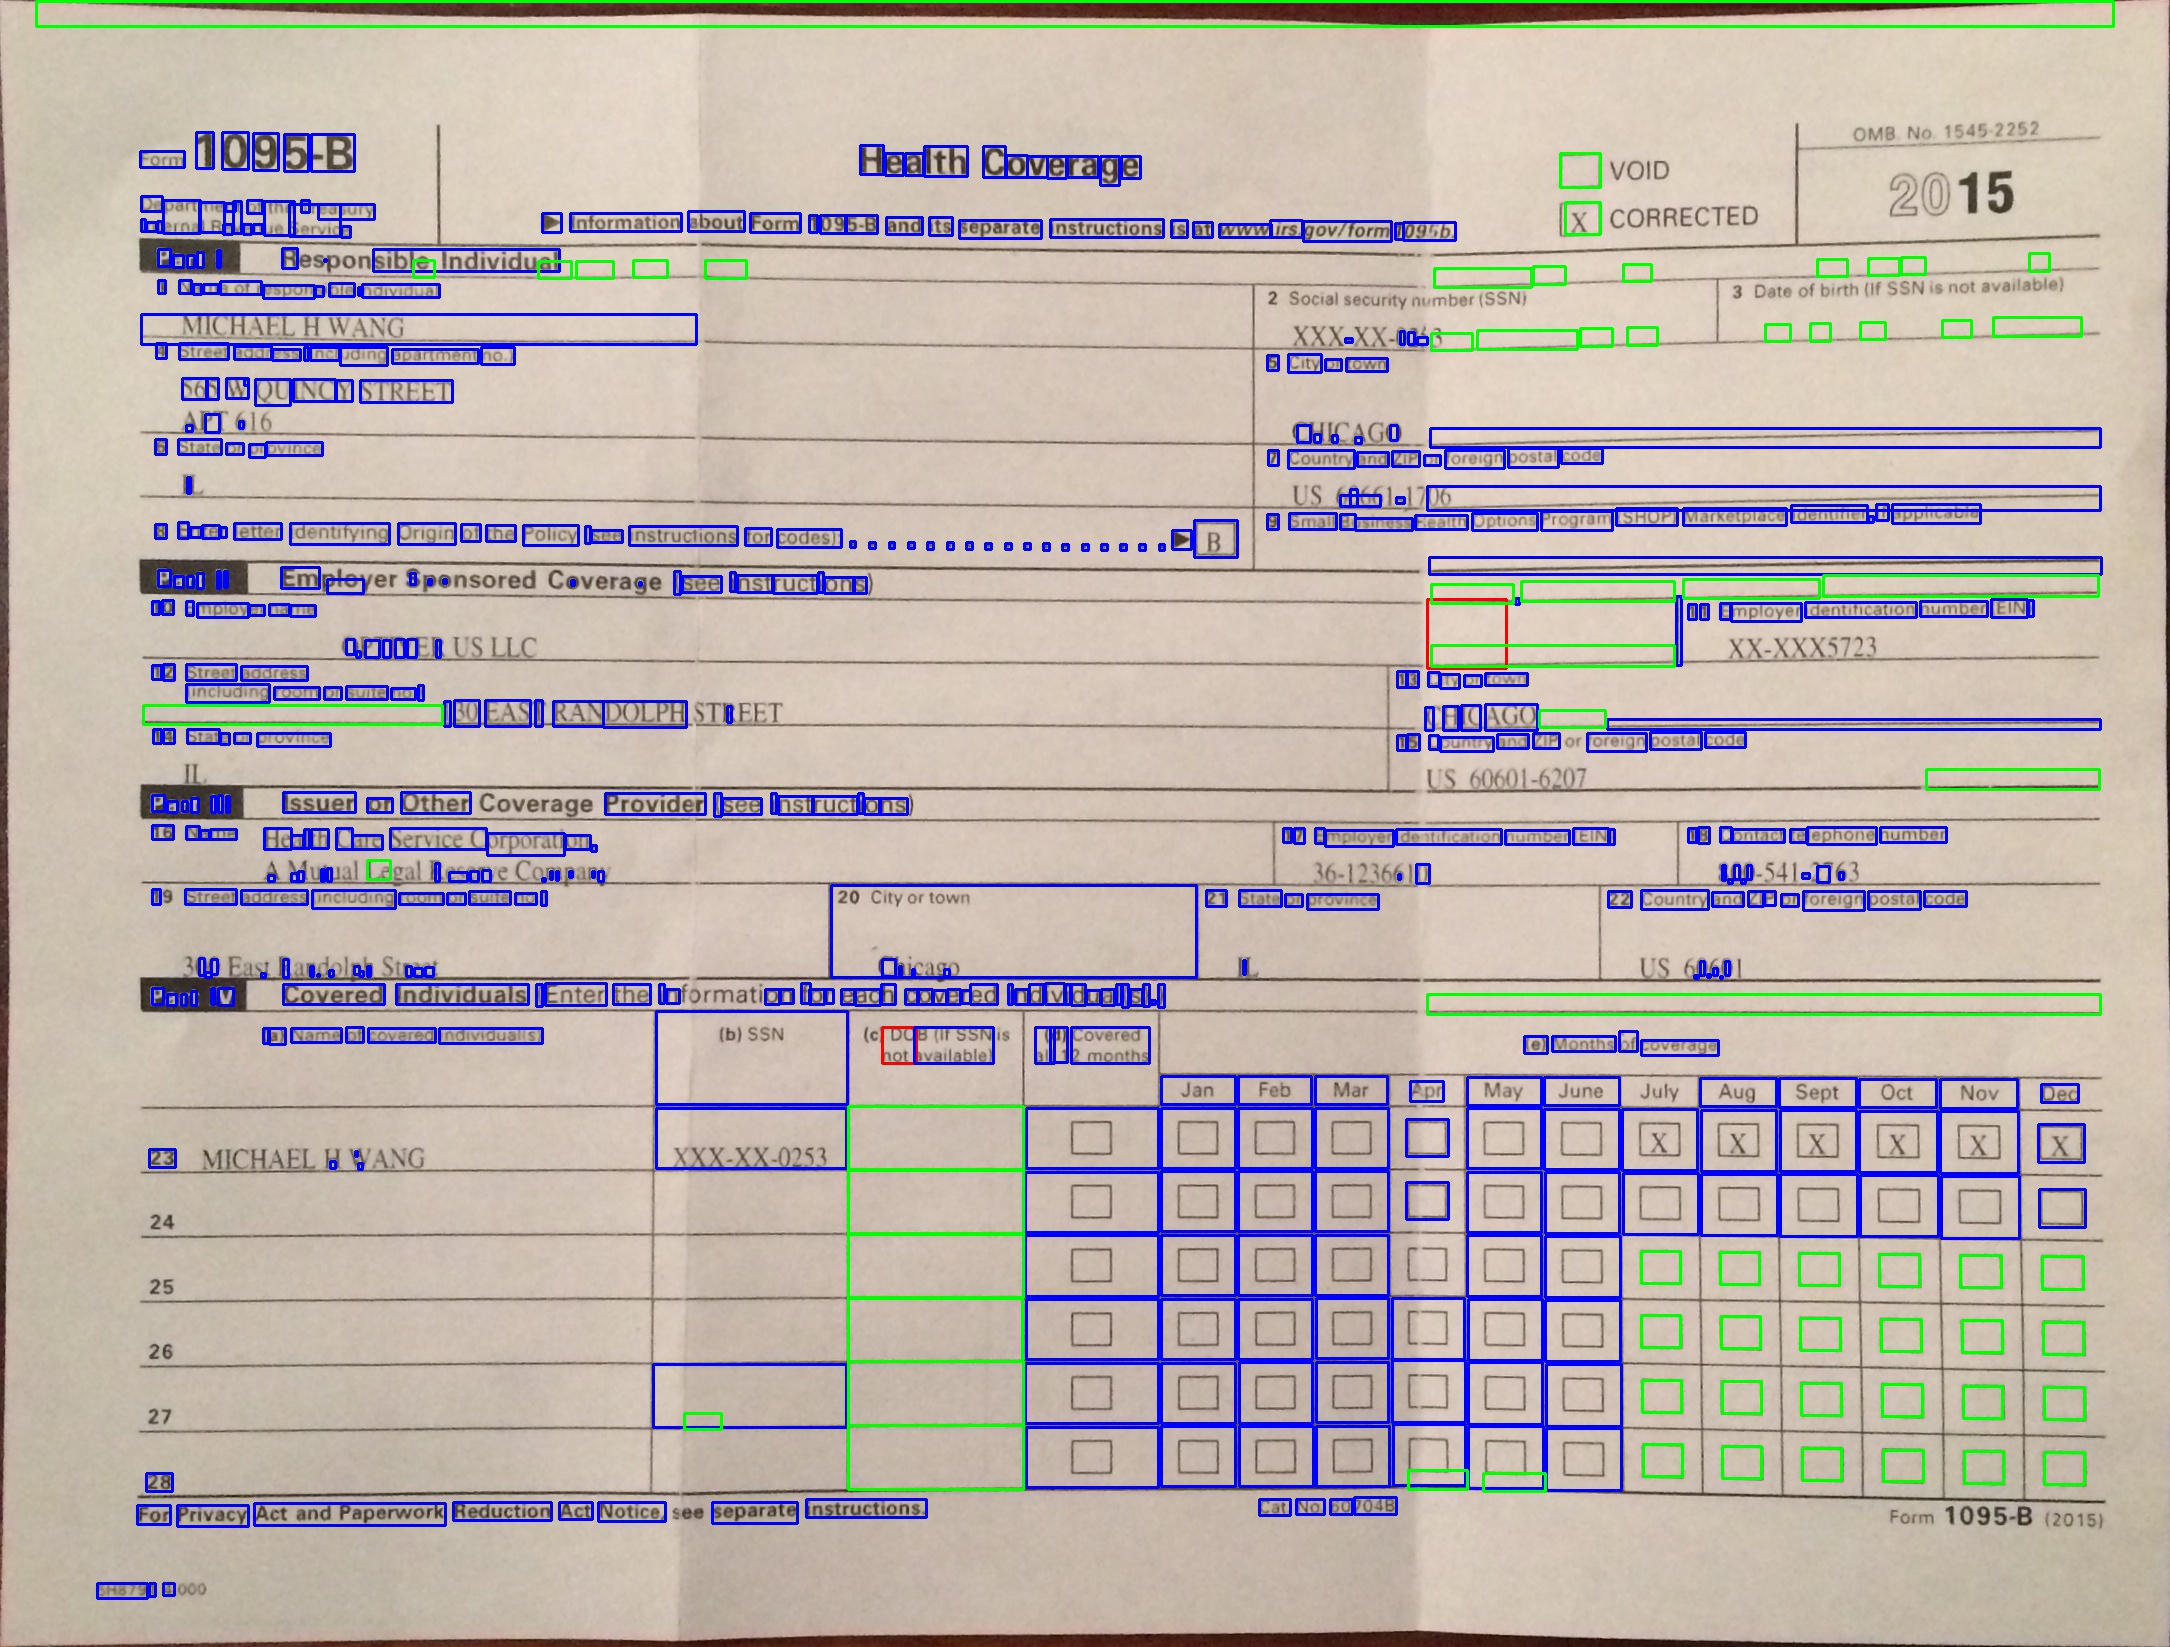 Form 1095-B
Health Coverage
VOID
CORRECTED
X
OMB. No. 1545-2252
2015
Department of the Treasury
Internal Revenue Service
▶ Information about Form 1095-B and its separate instructions is at www.irs.gov/form1095b.
Part I Responsible Individual
1 Name of responsible individual
MICHAEL H WANG
2 Social security number (SSN)
XXX-XX-0253
3 Date of birth (If SSN is not available)
4 Street address (including apartment no.)
565 W QUINCY STREET
APT 616
5 City or town
CHICAGO
6 State or province
IL
7 Country and ZIP or foreign postal code
US 60661-1706
8 Enter letter identifying Origin of the Policy (see instructions for codes): . . . . . . . . . . . . . . . . . ▶ B
9 Small Business Health Options Program (SHOP) Marketplace identifier, if applicable
Part II Employer Sponsored Coverage (see instructions)
10 Employer name
US LLC
11 Employer identification number (EIN)
XX-XXX5723
12 Street address
(including room or suite no.)
130 EAST RANDOLPH STREET
13 City or town
CHICAGO
14 State or province
IL
15 Country and ZIP or foreign postal code
US 60601-6207
Part III Issuer or Other Coverage Provider (see instructions)
16 Name
Health Care Service Corporation,
A Mutual Legal Reserve Company
17 Employer identification number (EIN)
36-1236610
18 Contact telephone number
800-541-2763
19 Street address (including room or suite no.)
300 East Randolph Street
20 City or town
Chicago
21 State or province
IL
22 Country and ZIP or foreign postal code
US 60601
Part IV Covered Individuals (Enter the information for each covered individual(s).)
(a) Name of covered individual(s)
(b) SSN
(c) DOB (If SSN is
not available)
(d) Covered
all 12 months
(e) Months of coverage
Jan Feb Mar Apr May June July Aug Sept Oct Nov Dec
23 MICHAEL H WANG XXX-XX-0253 X X X X X X
24
25
26
27
28
For Privacy Act and Paperwork Reduction Act Notice, see separate instructions.
Cat. No. 60704B
Form 1095-B (2015)